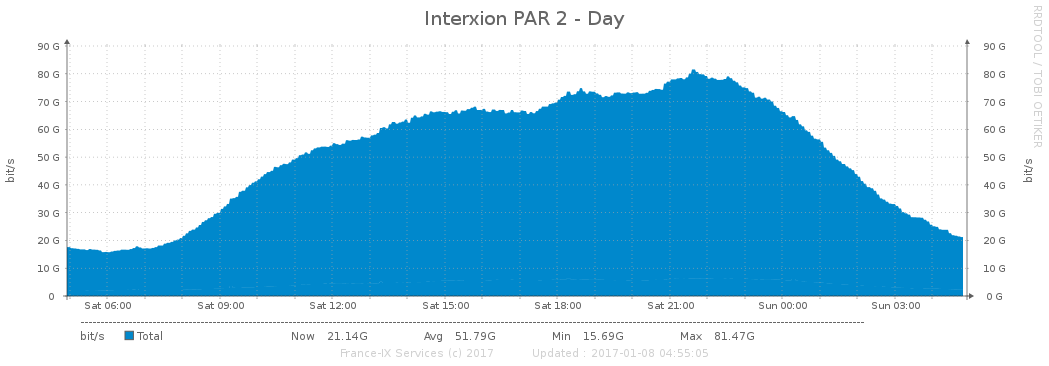 Interxion PAR 2 - Day
RRDTOOL / TOBI OETIKER
90 G 90 G
80 G 80 G
70 G 70 G
60 G 60 G
50 G 50 G
40 G 40 G
30 G 30 G
20 G 20 G
10 G 10 G
0 0 G
bit/s bit/s
Sat 06:00 Sat 09:00 Sat 12:00 Sat 15:00 Sat 18:00 Sat 21:00 Sun 00:00 Sun 03:00
bit/s Total Now 21.14G Avg 51.79G Min 15.69G Max 81.47G
France-IX Services (c) 2017 Updated : 2017-01-08 04:55:05